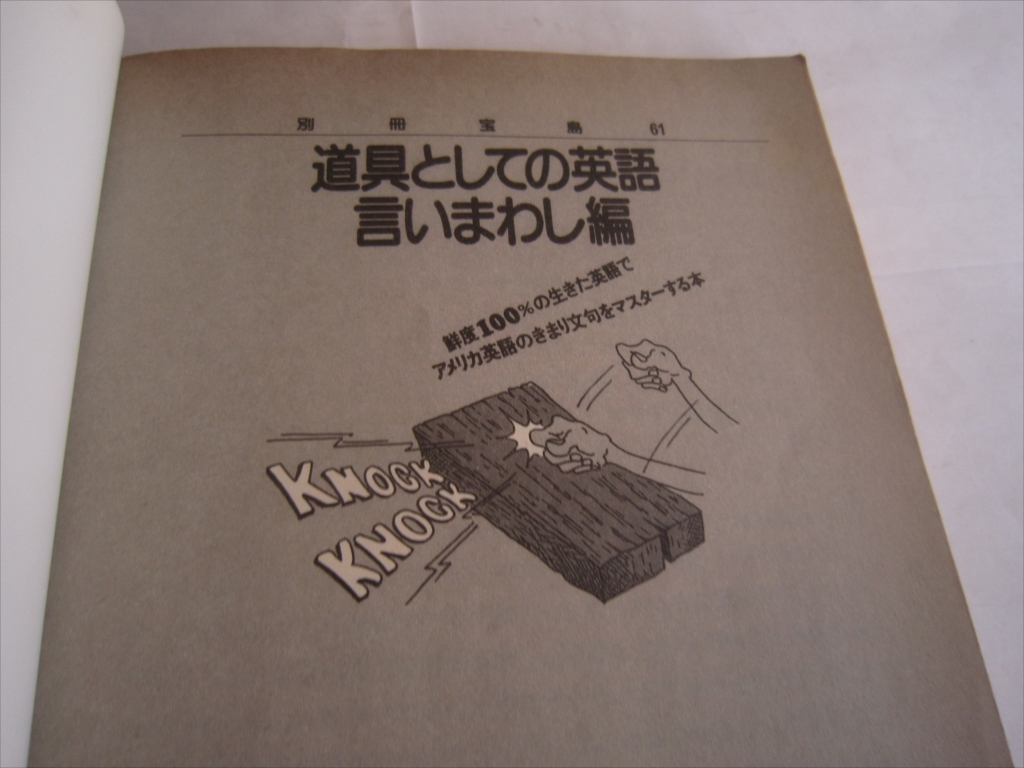 別冊宝島61
道具としての英語
言いまわし編
鮮度100%の生きた英語で
アメリカ英語のきまり文句をマスターする本
KNOCK
KNOCK